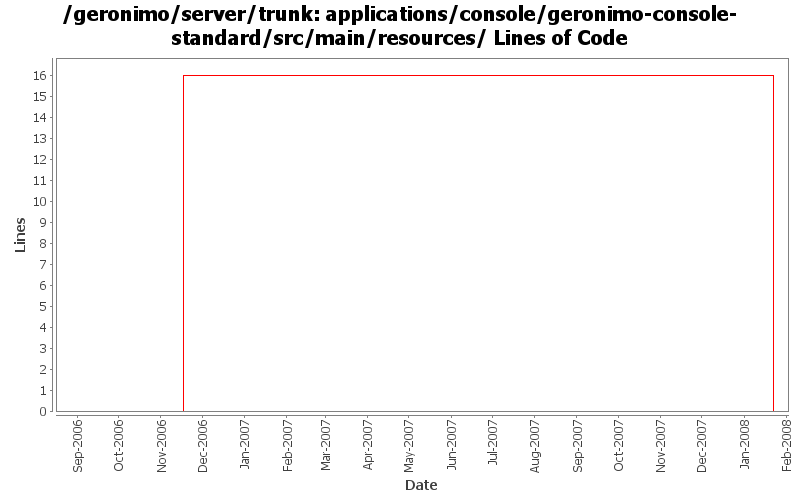 /geronimo/server/trunk: applications/console/geronimo-console-
standard/src/main/resources/ Lines of Code
16
15
14
13
12
11
10
9
8
7
6
5
4
3
2
1
0
Lines
Sep-2006
Oct-2006
Nov-2006
Dec-2006
Jan-2007
Feb-2007
Mar-2007
Apr-2007
May-2007
Jun-2007
Jul-2007
Aug-2007
Sep-2007
Oct-2007
Nov-2007
Dec-2007
Jan-2008
Feb-2008
Date